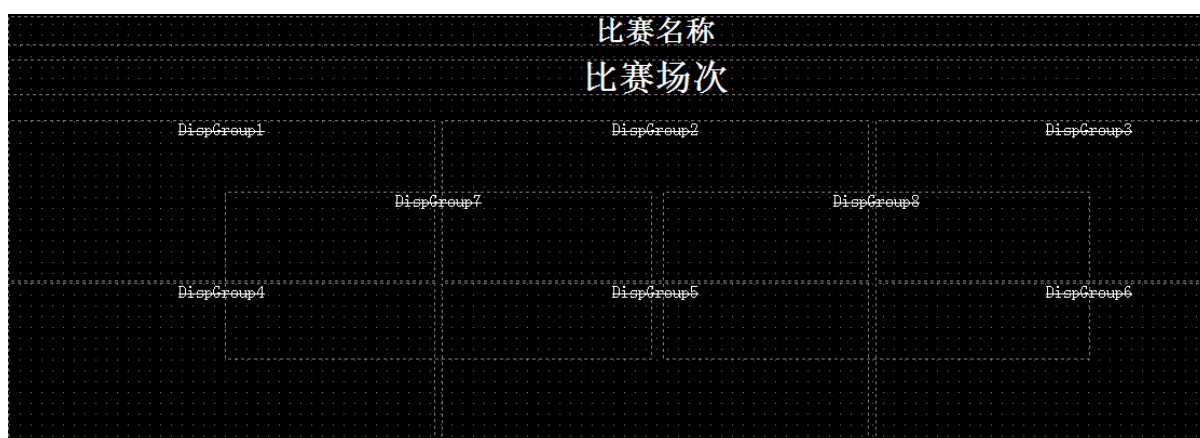 比赛名称
比赛场次
DispGroup1 DispGroup2 DispGroup3
DispGroup7 DispGroup8
DispGroup4 DispGroup5 DispGroup6